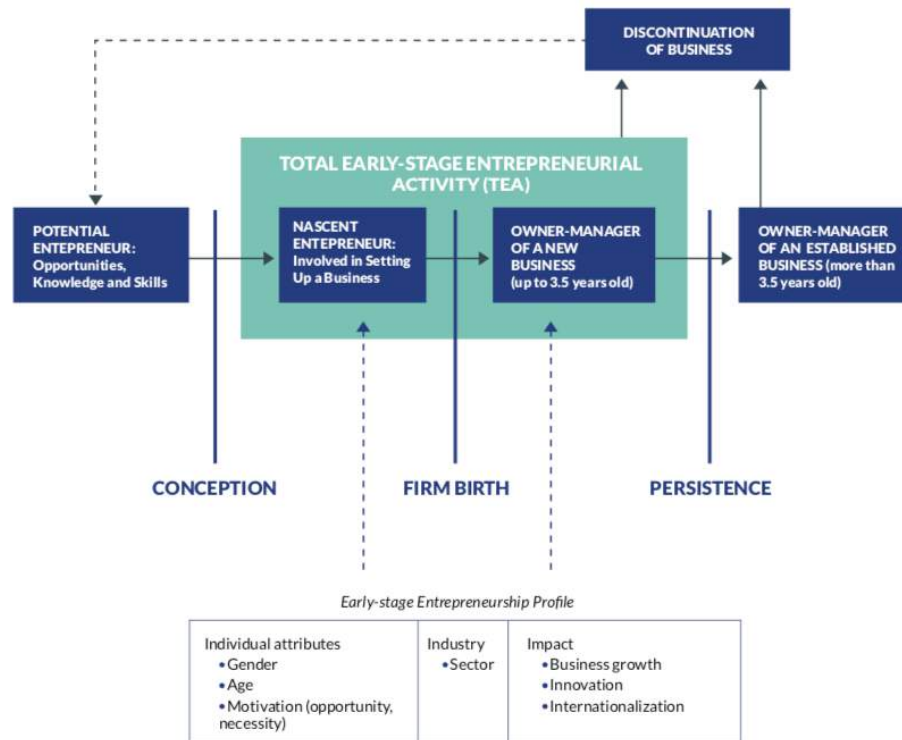 DISCONTINUATION
OF BUSINESS
TOTAL EARLY-STAGE ENTREPRENEURIAL
ACTIVITY (TEA)
POTENTIAL
ENTEPRENEUR:
Opportunities,
Knowledge and Skills
NASCENT
ENTEPRENEUR:
Involved in Setting
Up a Business
OWNER-MANAGER
OF A NEW
BUSINESS
(up to 3.5 years old)
OWNER-MANAGER
OF AN ESTABLISHED
BUSINESS (more than
3.5 years old)
CONCEPTION
FIRM BIRTH
PERSISTENCE
Early-stage Entrepreneurship Profile
Individual attributes
•Gender
•Age
•Motivation (opportunity,
necessity)
Industry
•Sector
Impact
•Business growth
•Innovation
•Internationalization